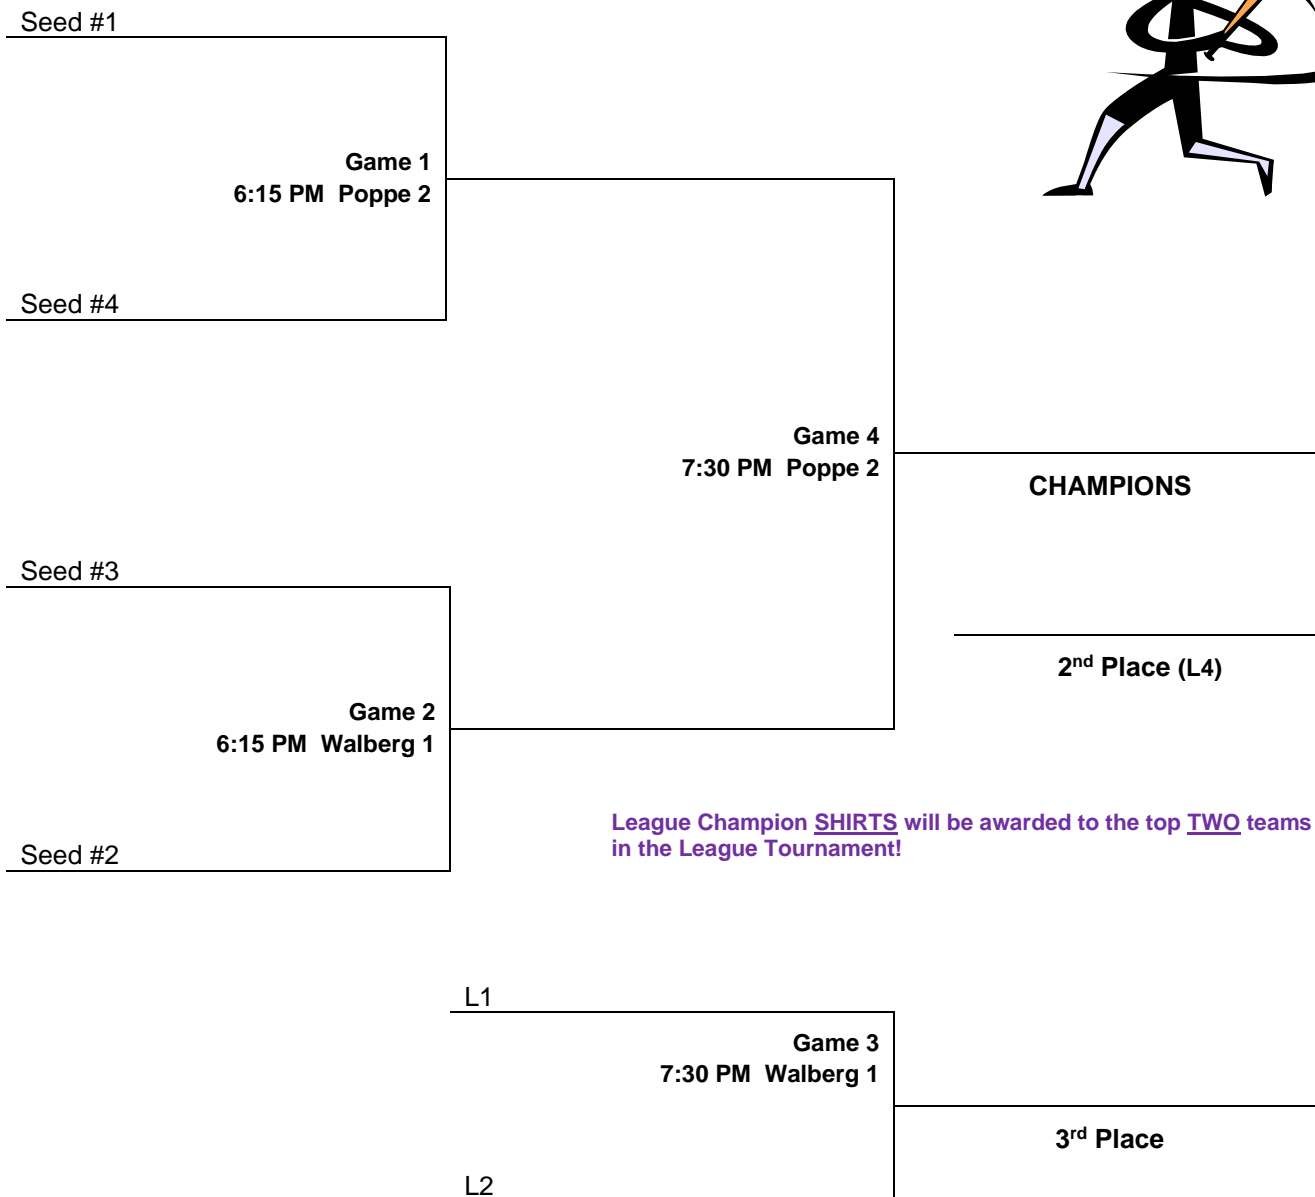 Seed #1
Game 1
6:15 PM Poppe 2
Seed #4
Game 4
7:30 PM Poppe 2
CHAMPIONS
Seed #3
2nd Place (L4)
Game 2
6:15 PM Walberg 1
League Champion SHIRTS will be awarded to the top TWO teams
in the League Tournament!
Seed #2
L1
Game 3
7:30 PM Walberg 1
3rd Place
L2